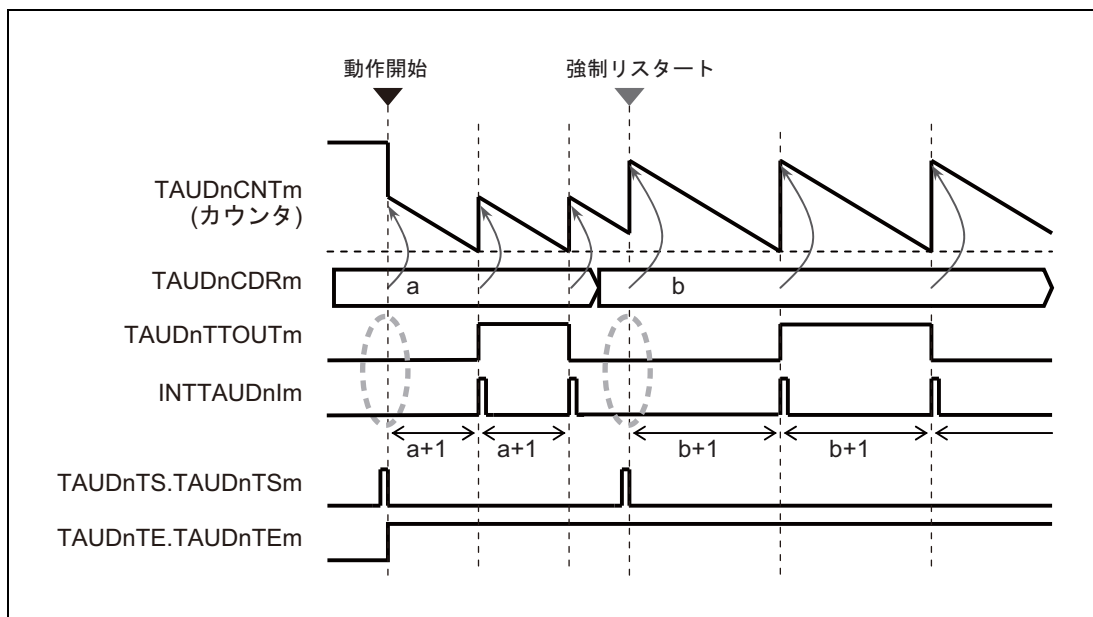 動作開始
強制リスタート
TAUDnCNTm
(カウンタ)
TAUDnCDRm
a
b
TAUDnTTOUTm
INTTAUDnIm
a+1
a+1
b+1
b+1
TAUDnTS.TAUDnTSm
TAUDnTE.TAUDnTEm